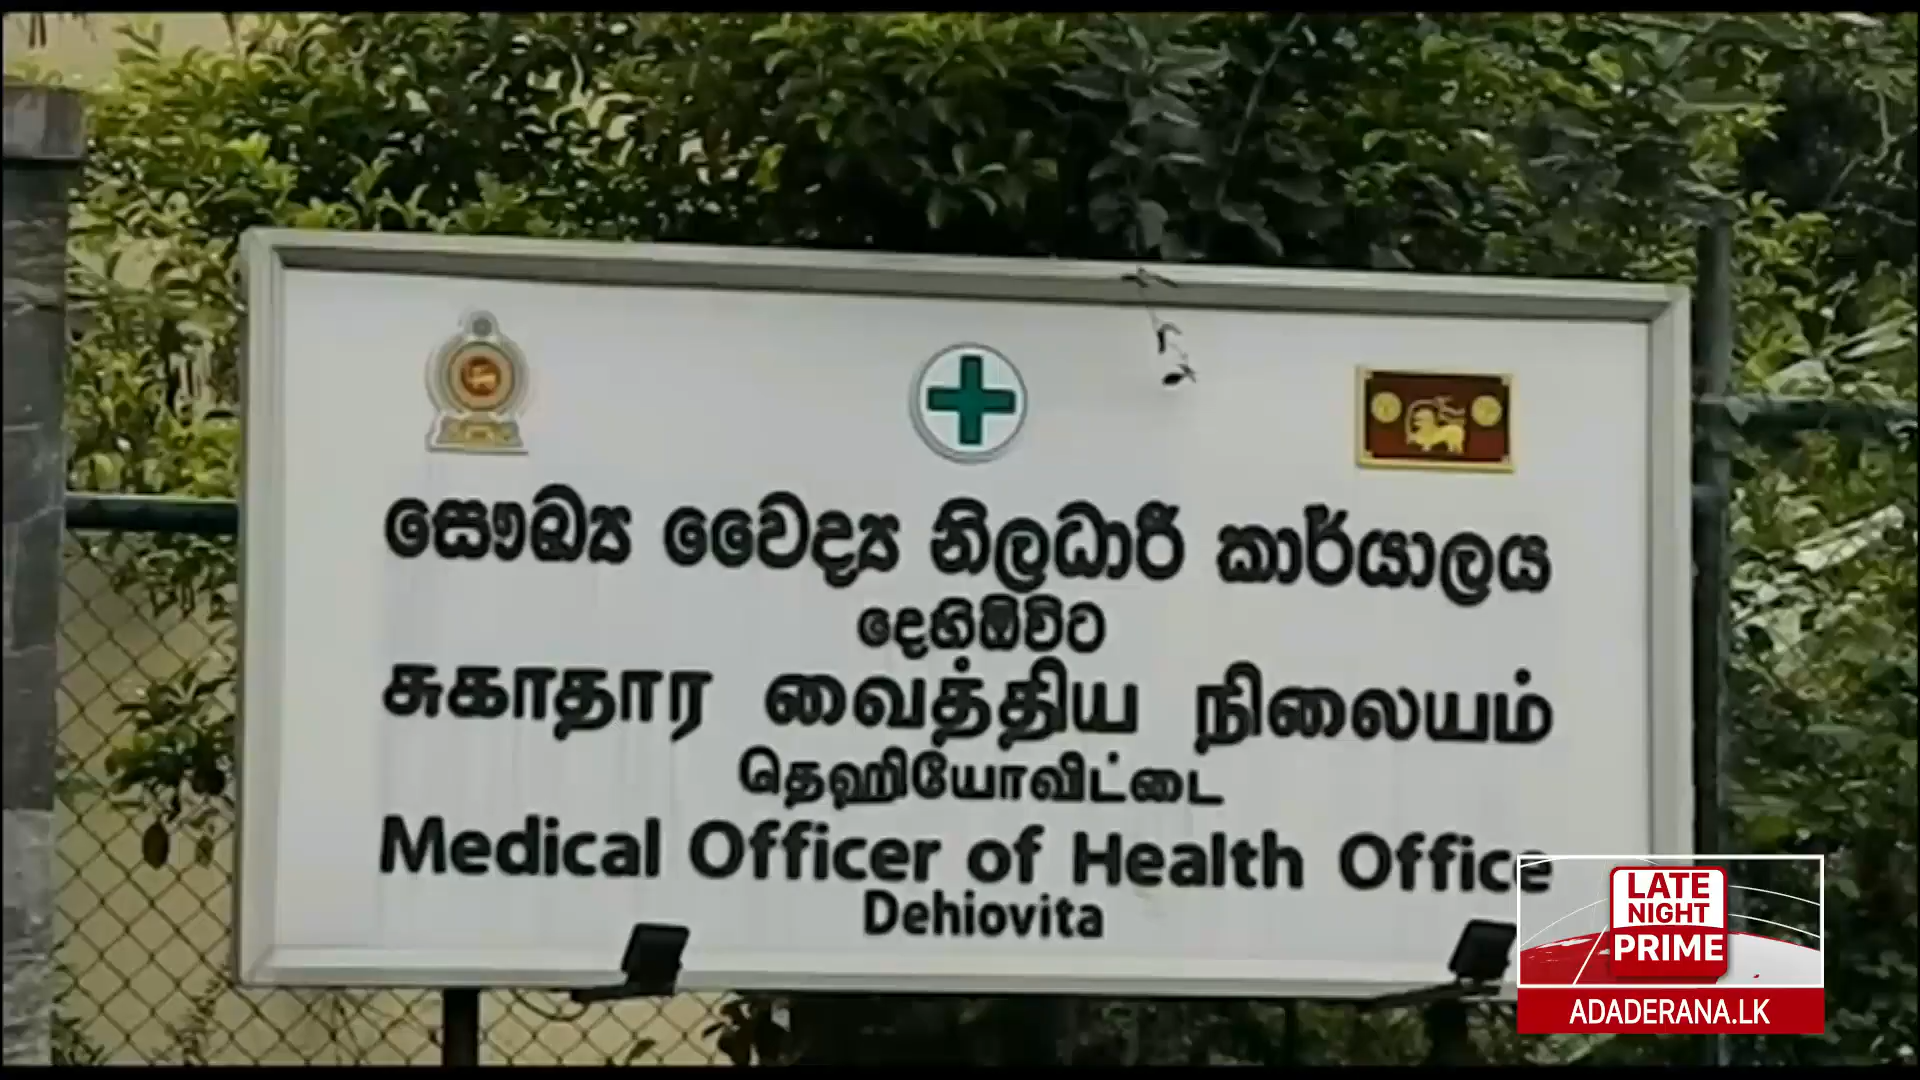 සෞඛ්‍ය වෛද්‍ය නිලධාරී කාර්යාලය
දෙහිඕවිට
சுகாதார வைத்திய நிலையம்
தெஹியோவிட்டை
Medical Officer of Health Office
Dehiovita
LATE
NIGHT
PRIME
ADADERANA.LK